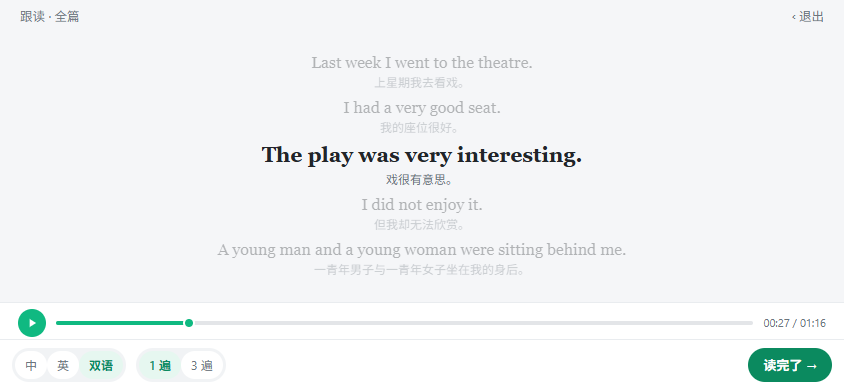 跟读 · 全篇
‹ 退出
Last week I went to the theatre.
上星期我去看戏。
I had a very good seat.
我的座位很好。
The play was very interesting.
戏很有意思。
I did not enjoy it.
但我却无法欣赏。
A young man and a young woman were sitting behind me.
一青年男子与一青年女子坐在我的身后。
00:27 / 01:16
中 英 双语 1 遍 3 遍 读完了 →